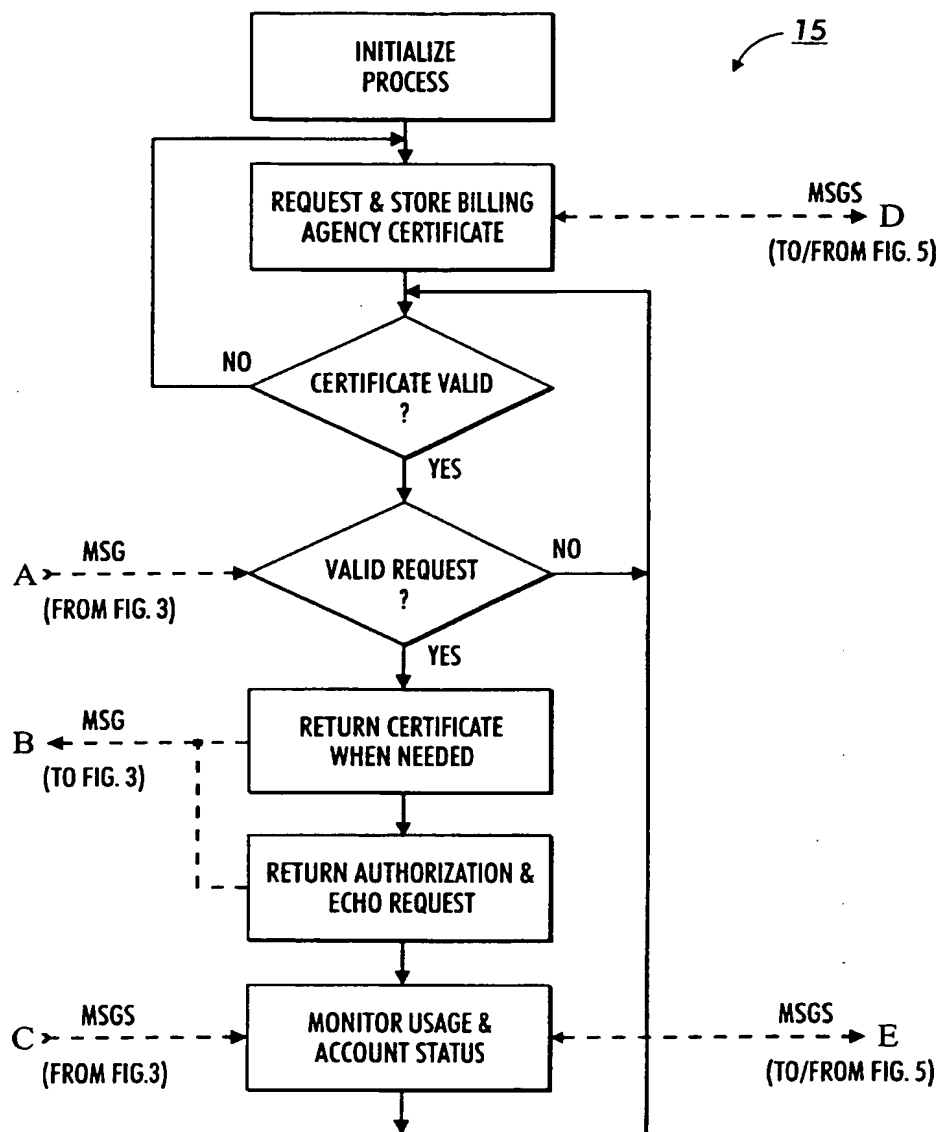 15
INITIALIZE
PROCESS
REQUEST & STORE BILLING
AGENCY CERTIFICATE
MSGS
D
(TO/FROM FIG. 5)
NO
CERTIFICATE VALID
?
YES
MSG
A
(FROM FIG. 3)
VALID REQUEST
?
NO
YES
MSG
B
(TO FIG. 3)
RETURN CERTIFICATE
WHEN NEEDED
RETURN AUTHORIZATION &
ECHO REQUEST
MSGS
C
(FROM FIG.3)
MONITOR USAGE &
ACCOUNT STATUS
MSGS
E
(TO/FROM FIG. 5)